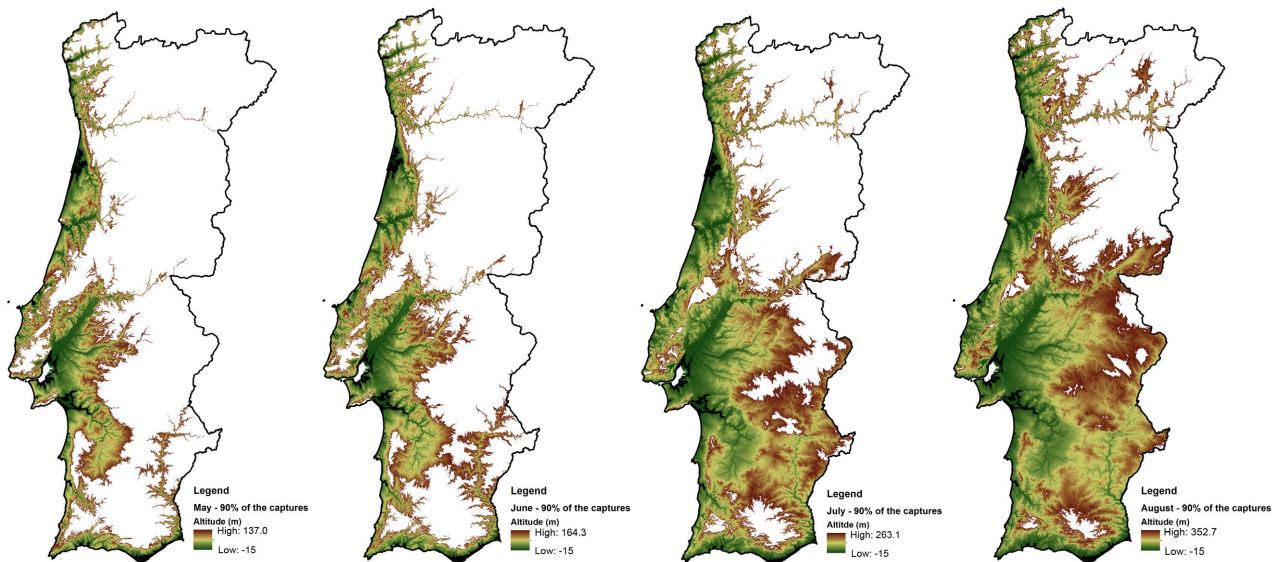 Legend
May - 90% of the captures
Altitude (m)
High: 137.0
Low: -15
Legend
June - 90% of the captures
Altitude (m)
High: 164.3
Low: -15
Legend
July - 90% of the captures
Altitde (m)
High: 263.1
Low: -15
Legend
August - 90% of the captures
Altitude (m)
High: 352.7
Low: -15